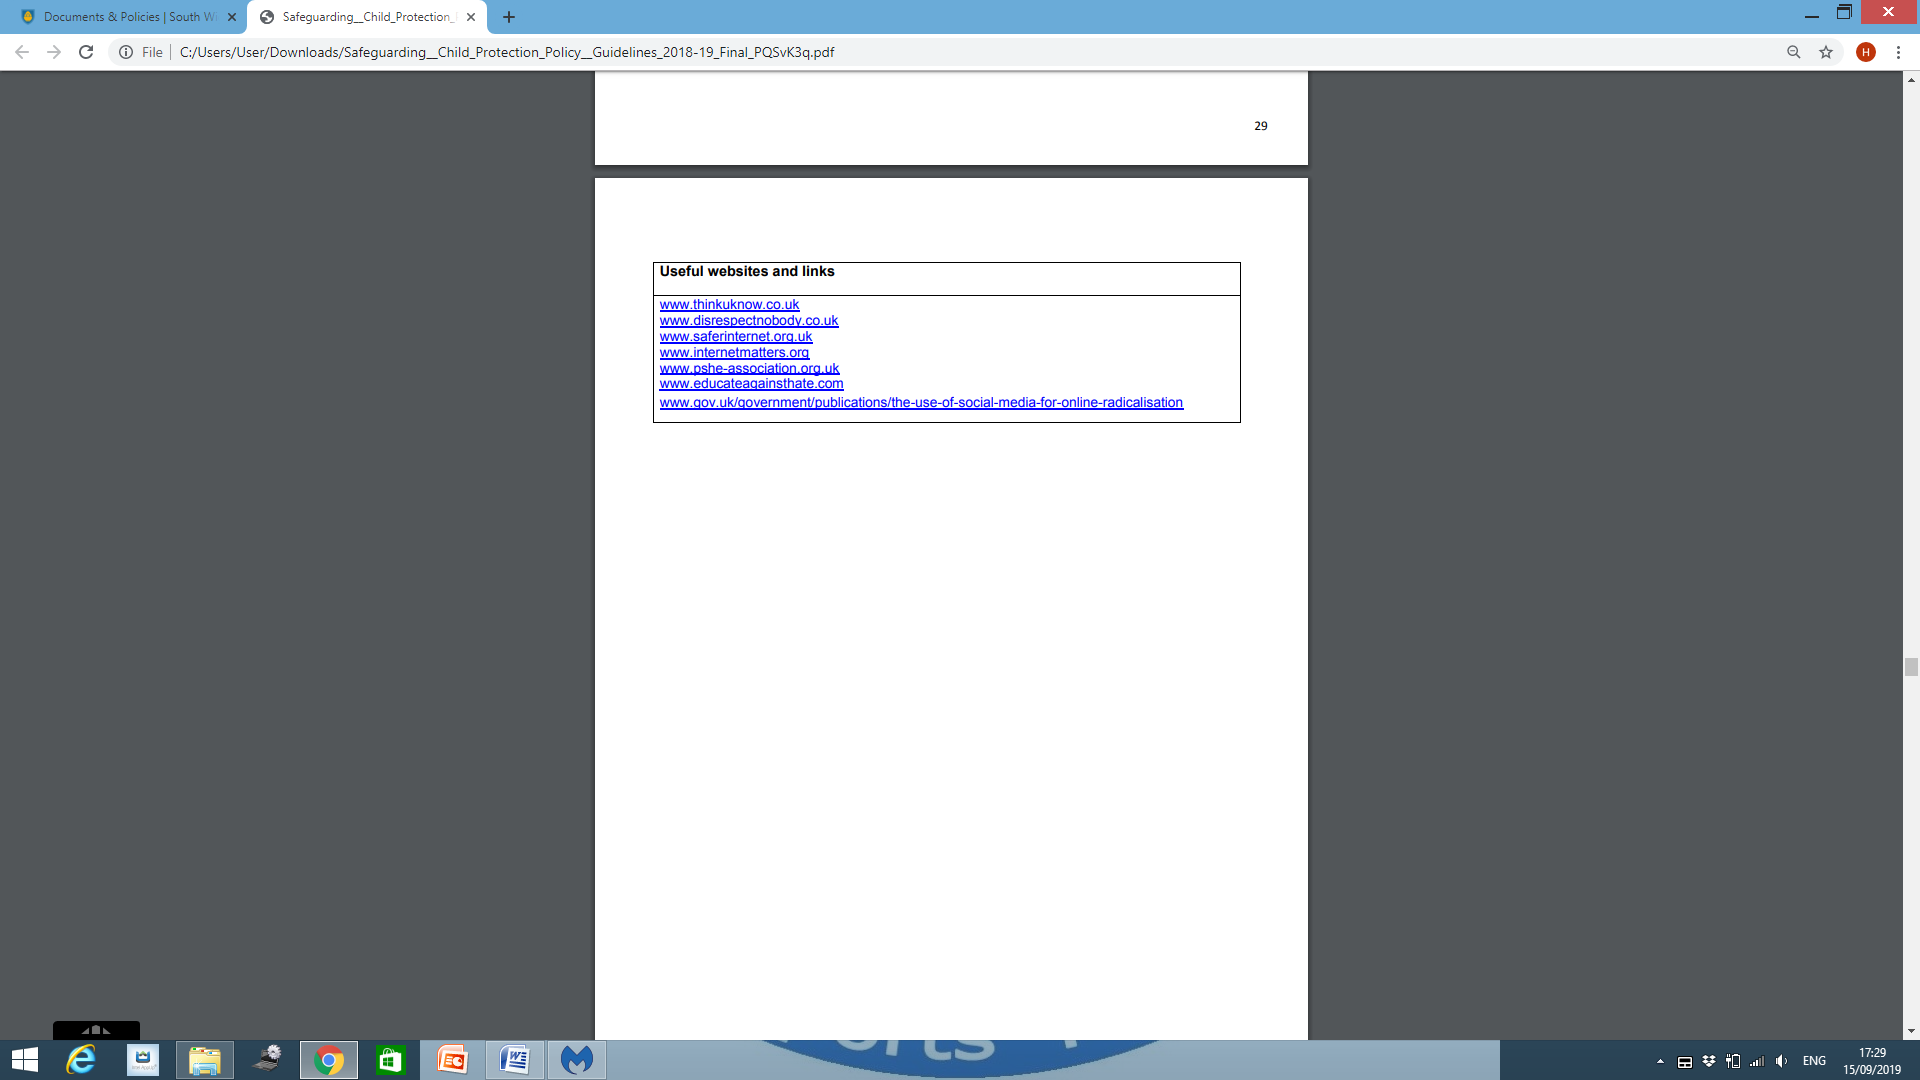 Documents & Policies | South Wi
Safeguarding__Child_Protection_
File
C:/Users/User/Downloads/Safeguarding__Child_Protection_Policy__Guidelines_2018-19_Final_PQSvK3q.pdf
H
29
Useful websites and links
www.thinkuknow.co.uk
www.disrespectnobody.co.uk
www.saferinternet.org.uk
www.internetmatters.org
www.pshe-association.org.uk
www.educateagainsthate.com
www.gov.uk/government/publications/the-use-of-social-media-for-online-radicalisation
ENG
17:29
15/09/2019